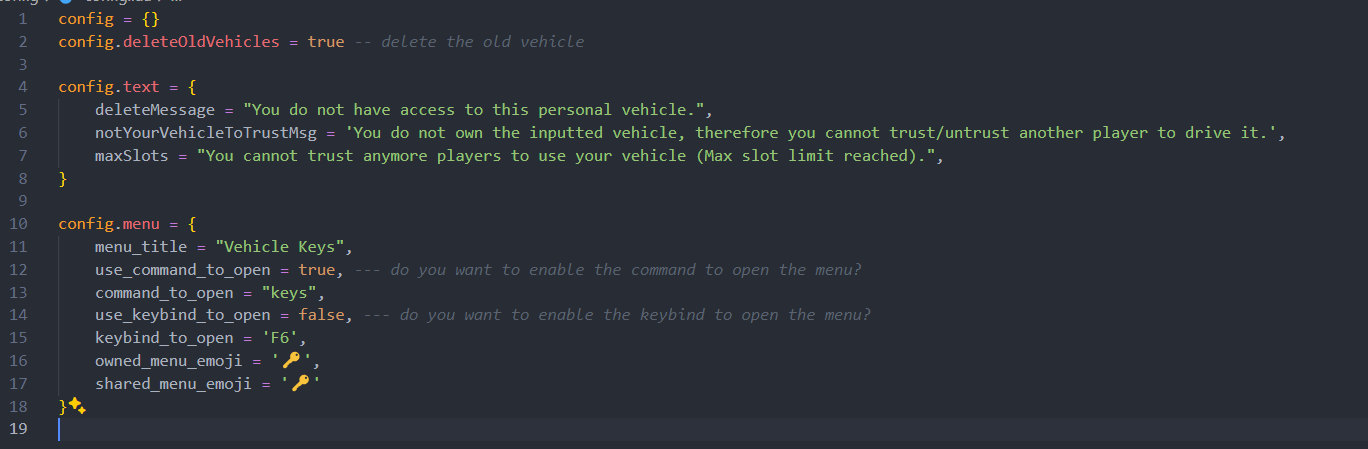 1 config = {}
2 config.deleteOldVehicles = true -- delete the old vehicle
3
4 config.text = {
5 deleteMessage = "You do not have access to this personal vehicle.",
6 notYourVehicleToTrustMsg = 'You do not own the inputted vehicle, therefore you cannot trust/untrust another player to drive it.',
7 maxSlots = "You cannot trust anymore players to use your vehicle (Max slot limit reached).",
8 }
9
10 config.menu = {
11 menu_title = "Vehicle Keys",
12 use_command_to_open = true, --- do you want to enable the command to open the menu?
13 command_to_open = "keys",
14 use_keybind_to_open = false, --- do you want to enable the keybind to open the menu?
15 keybind_to_open = 'F6',
16 owned_menu_emoji = '🔑',
17 shared_menu_emoji = '🔑'
18 }✨
19